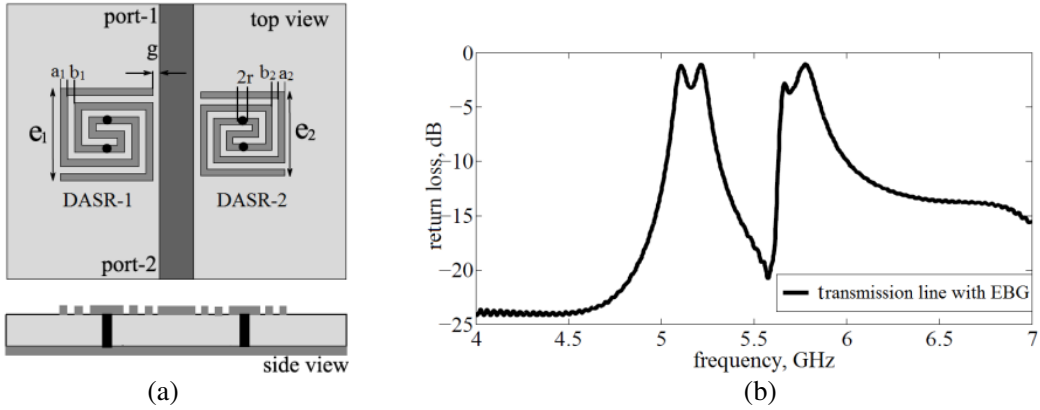 port-1
top view
g
a1 b1
2r
b2 a2
e1
e2
DASR-1
DASR-2
port-2
side view
(a)
0
−5
−10
−15
−20
−25
return loss, dB
transmission line with EBG
4
4.5
5
5.5
6
6.5
7
frequency, GHz
(b)